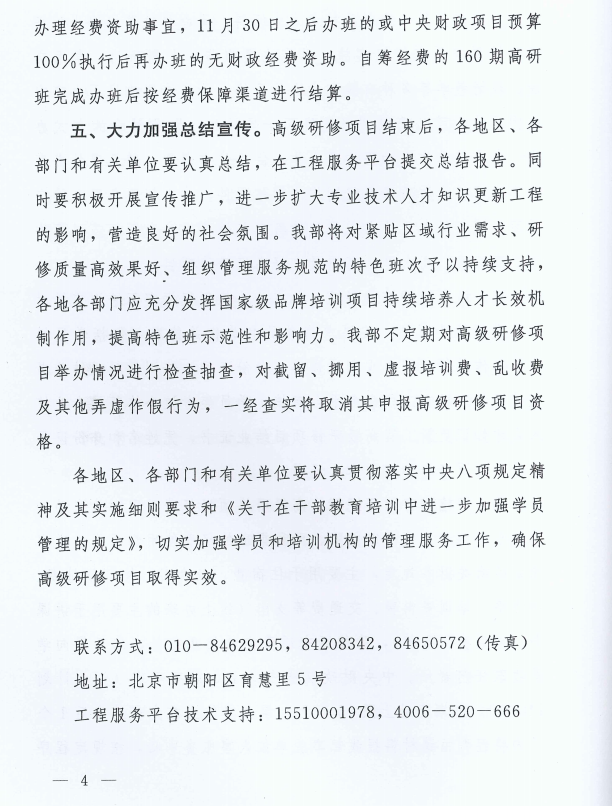 办理经费资助事宜，11月30日之后办班的或中央财政项目预算
100%执行后再办班的无财政经费资助。自筹经费的160期高研
班完成办班后按经费保障渠道进行结算。
五、大力加强总结宣传。高级研修项目结束后，各地区、各
部门和有关单位要认真总结，在工程服务平台提交总结报告。同
时要积极开展宣传推广，进一步扩大专业技术人才知识更新工程
的影响，营造良好的社会氛围。我部将对紧贴区域行业需求、研
修质量高效果好、组织管理服务规范的特色班次予以持续支持，
各地各部门应充分发挥国家级品牌培训项目持续培养人才长效机
制作用，提高特色班示范性和影响力。我部不定期对高级研修项
目举办情况进行检查抽查，对截留、挪用、虚报培训费、乱收费
及其他弄虚作假行为，一经查实将取消其申报高级研修项目资
格。
各地区、各部门和有关单位要认真贯彻落实中央八项规定精
神及其实施细则要求和《关于在干部教育培训中进一步加强学员
管理的规定》，切实加强学员和培训机构的管理服务工作，确保
高级研修项目取得实效。
联系方式：010－84629295，84208342，84650572（传真）
地址：北京市朝阳区育慧里5号
工程服务平台技术支持：15510001978，4006－520－666
— 4 —